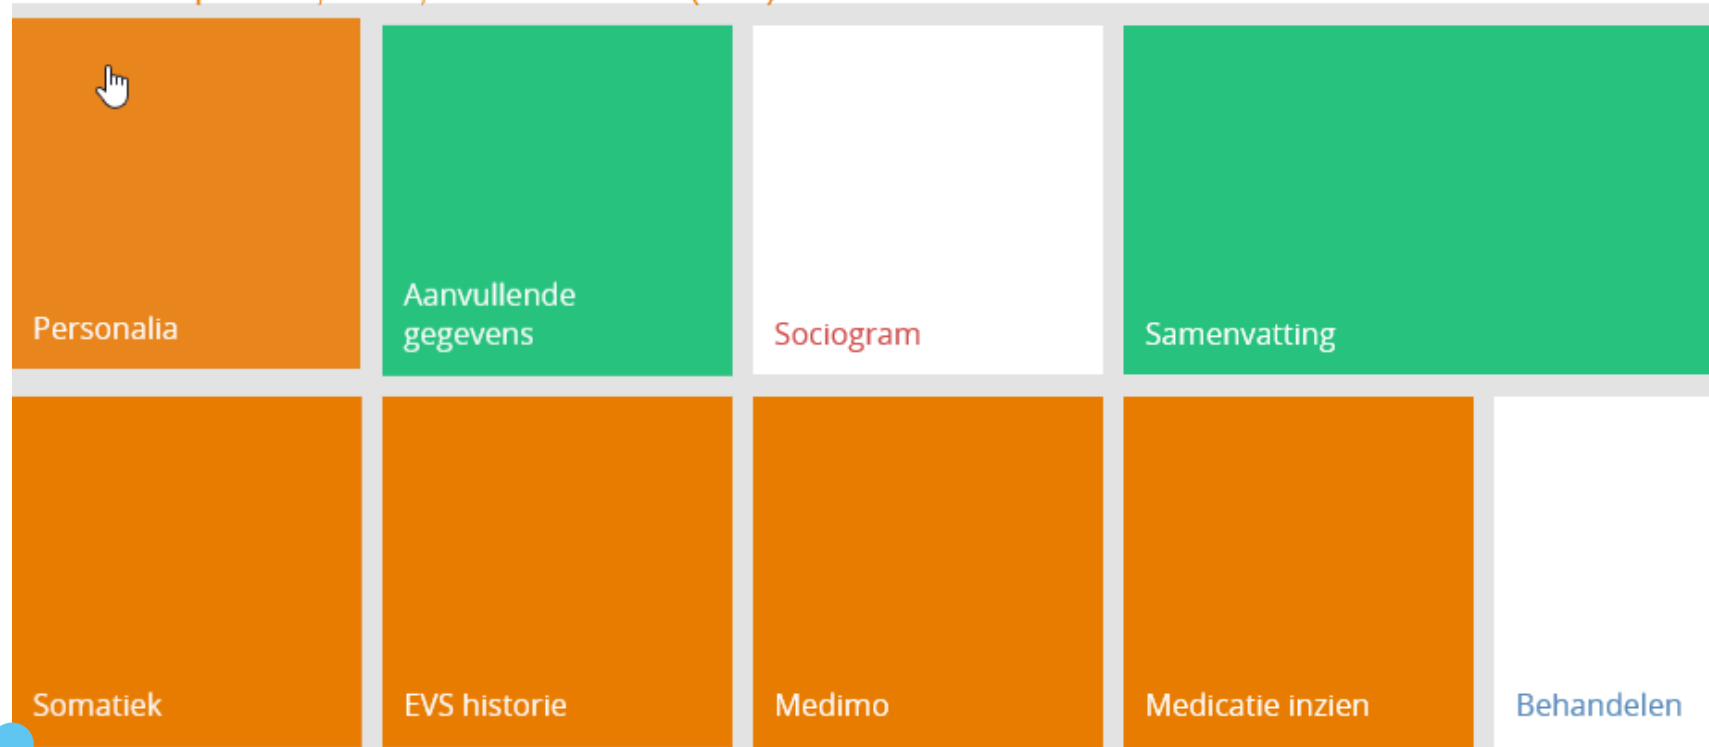 Personalia
Aanvullende
gegevens
Sociogram
Samenvatting
Somatiek
EVS historie
Medimo
Medicatie inzien
Behandelen